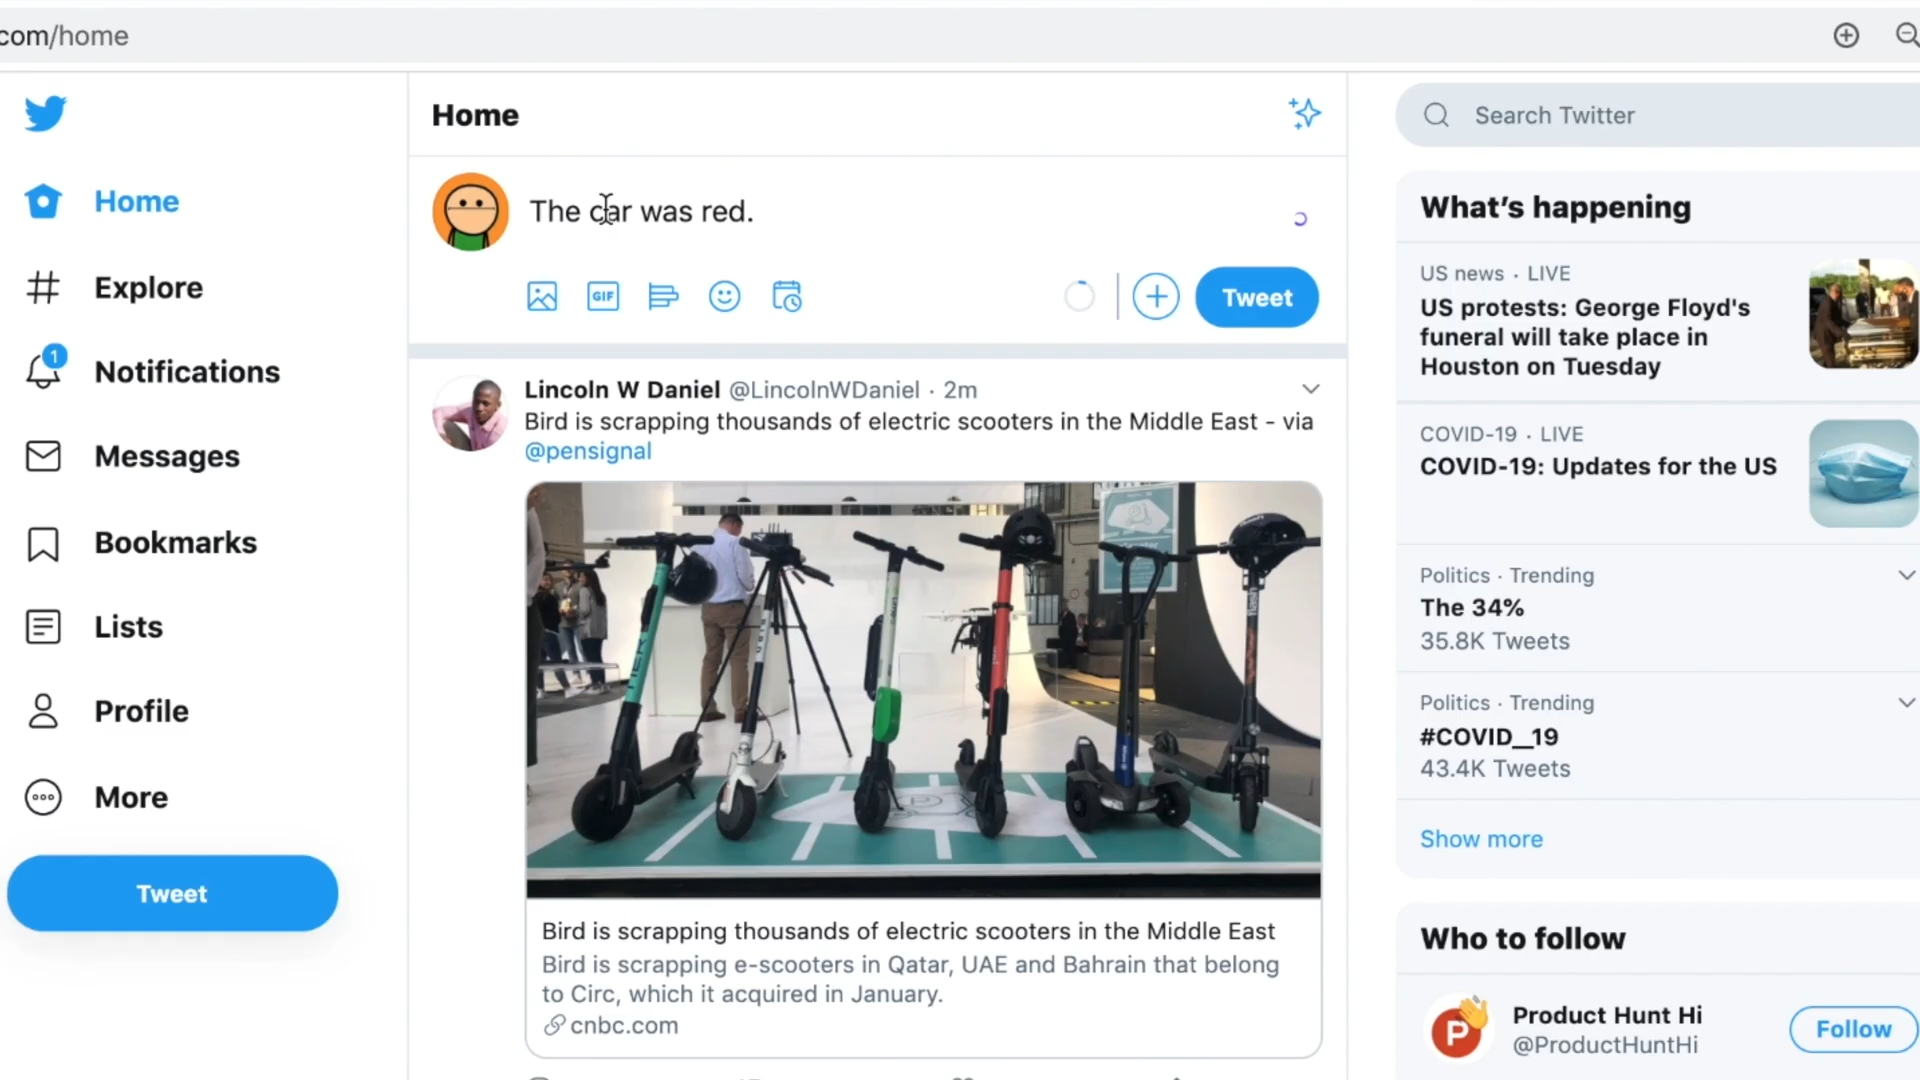 com/home
Home
Explore
1
Notifications
Messages
Bookmarks
Lists
Profile
More
Tweet
Home
The car was red.
GIF
Tweet
Lincoln W Daniel @LincolnWDaniel · 2m
Bird is scrapping thousands of electric scooters in the Middle East - via
@pensignal
Bird is scrapping thousands of electric scooters in the Middle East
Bird is scrapping e-scooters in Qatar, UAE and Bahrain that belong
to Circ, which it acquired in January.
cnbc.com
Search Twitter
What's happening
US news · LIVE
US protests: George Floyd's
funeral will take place in
Houston on Tuesday
COVID-19 · LIVE
COVID-19: Updates for the US
Politics · Trending
The 34%
35.8K Tweets
Politics · Trending
#COVID__19
43.4K Tweets
Show more
Who to follow
P
Product Hunt Hi
@ProductHuntHi
Follow